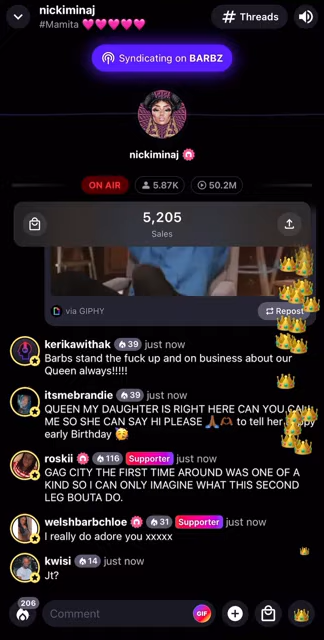 nickiminaj
#Mamita 💖💖💖💖💖
# Threads
Syndicating on BARBZ
nickiminaj
ON AIR
5.87K
50.2M
5,205
Sales
via GIPHY
Repost
kerikawithak 39 just now
Barbs stand the fuck up and on business about our
Queen always!!!!!
itsmebrandie 39 just now
QUEEN MY DAUGHTER IS RIGHT HERE CAN YOU
ME SO SHE CAN SAY HI PLEASE 🙏🏾🫶🏾 to tell her
early Birthday 🥳
roskii 116 Supporter just now
GAG CITY THE FIRST TIME AROUND WAS ONE OF A
KIND SO I CAN ONLY IMAGINE WHAT THIS SECOND
LEG BOUTA DO.
welshbarbchloe 31 Supporter just now
I really do adore you xxxxx
kwisi 14 just now
Jt?
206
Comment
GIF